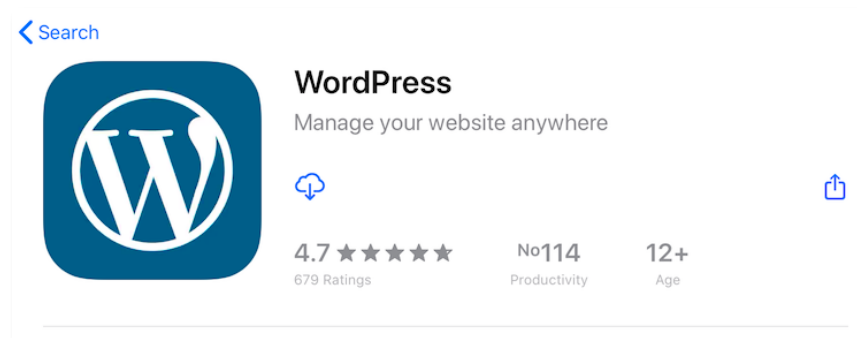 Search
WordPress
Manage your website anywhere
4.7
679 Ratings
No114
Productivity
12+
Age